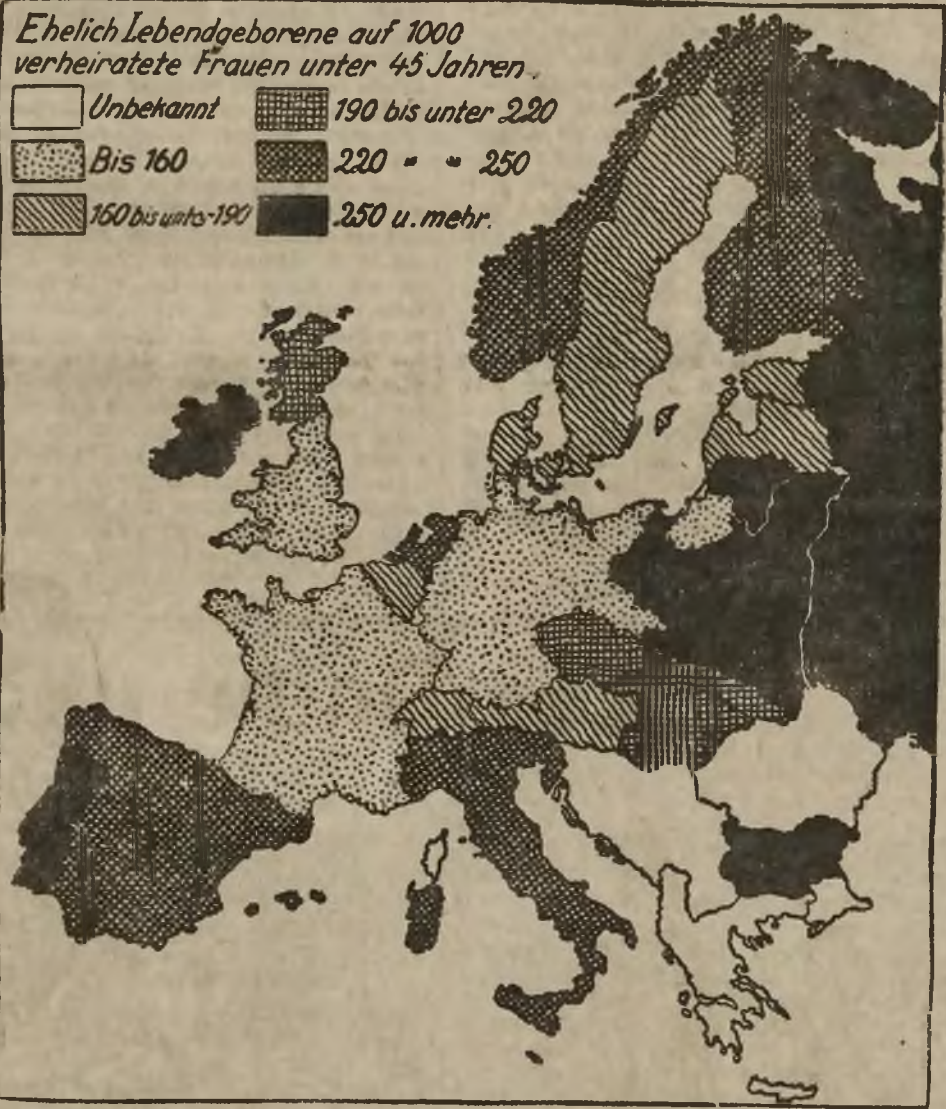 Ehelich Lebendgeborene auf 1000
verheiratete Frauen unter 45 Jahren.
Unbekannt
190 bis unter 220
Bis 160
220 " " 250
160 bis unter 190
250 u. mehr.